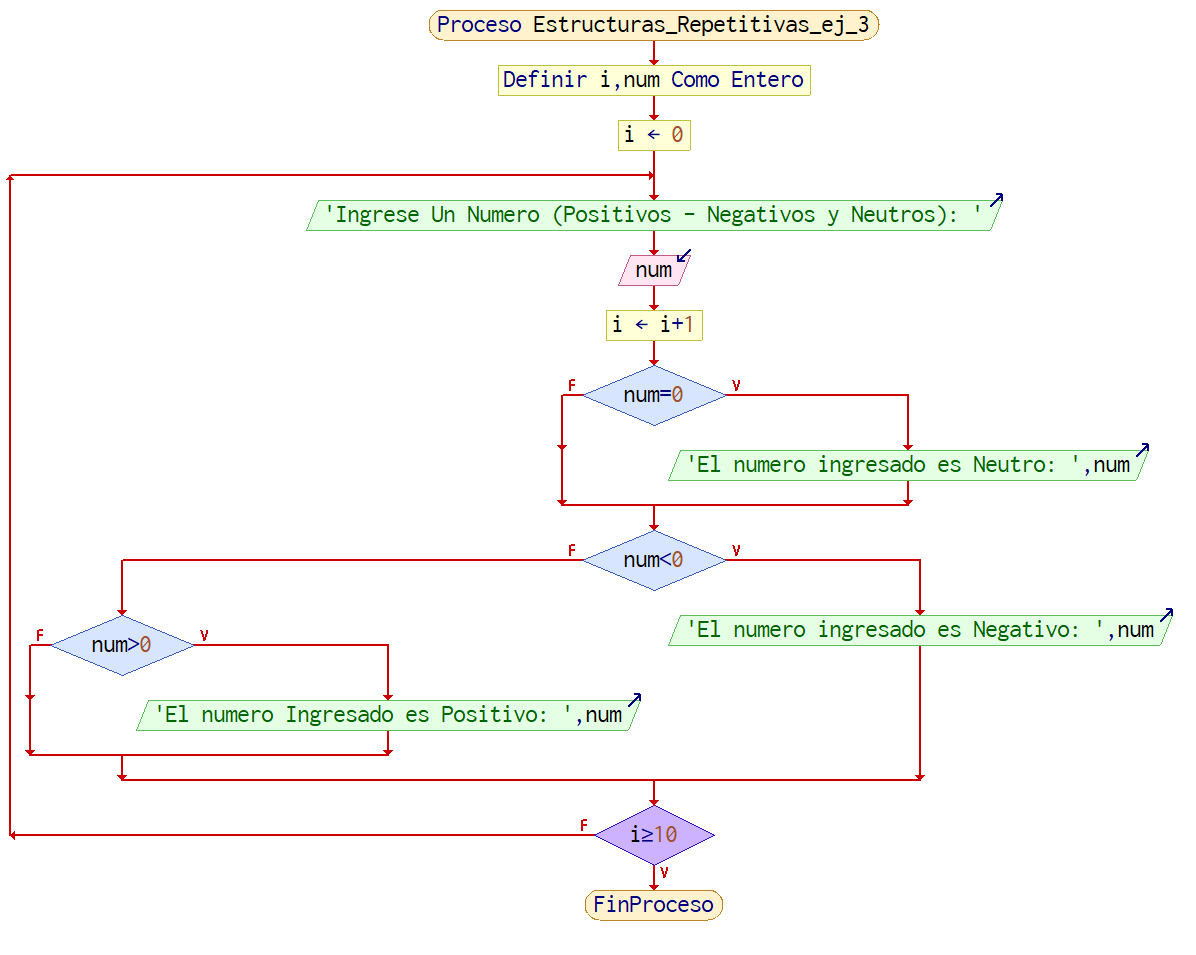 Proceso Estructuras_Repetitivas_ej_3
Definir i,num Como Entero
i ← 0
'Ingrese Un Numero (Positivos - Negativos y Neutros): '
num
i ← i+1
F
num=0
V
'El numero ingresado es Neutro: ',num
F
num<0
V
'El numero ingresado es Negativo: ',num
F
num>0
V
'El numero Ingresado es Positivo: ',num
F
i≥10
V
FinProceso